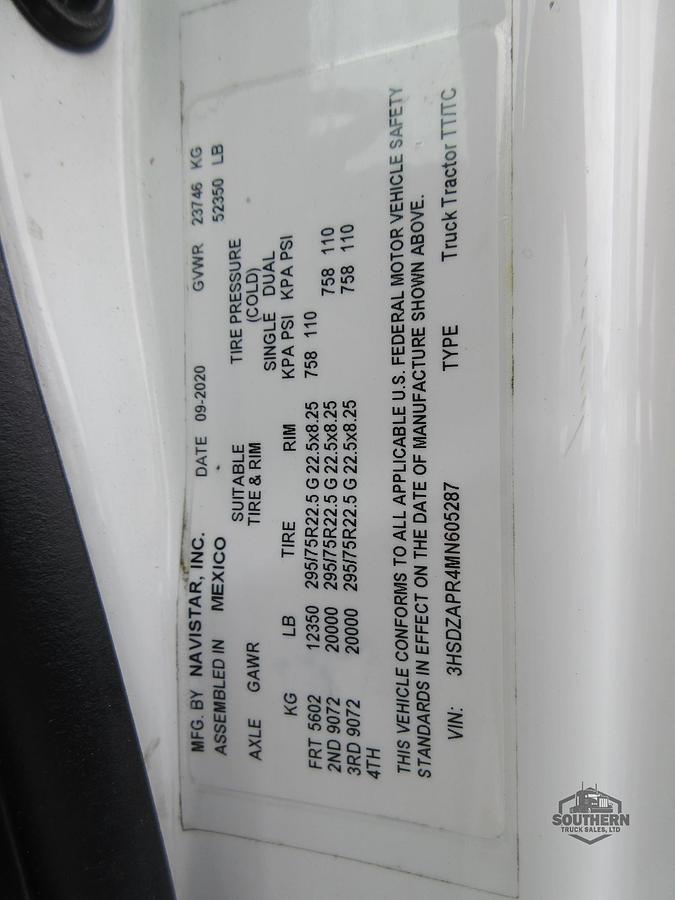 MFG. BY NAVISTAR, INC. DATE 09-2020 GVWR 23746 KG
ASSEMBLED IN MEXICO 52350 LB
SUITABLE TIRE PRESSURE
AXLE GAWR TIRE & RIM (COLD)
SINGLE DUAL
KG LB TIRE RIM KPA PSI KPA PSI
FRT 5602 12350 295/75R22.5 G 22.5x8.25 758 110
2ND 9072 20000 295/75R22.5 G 22.5x8.25 758 110
3RD 9072 20000 295/75R22.5 G 22.5x8.25 758 110
4TH
THIS VEHICLE CONFORMS TO ALL APPLICABLE U.S. FEDERAL MOTOR VEHICLE SAFETY
STANDARDS IN EFFECT ON THE DATE OF MANUFACTURE SHOWN ABOVE.
VIN: 3HSDZAPR4MN605287 TYPE Truck Tractor TT/TC
SOUTHERN
TRUCK SALES, LTD